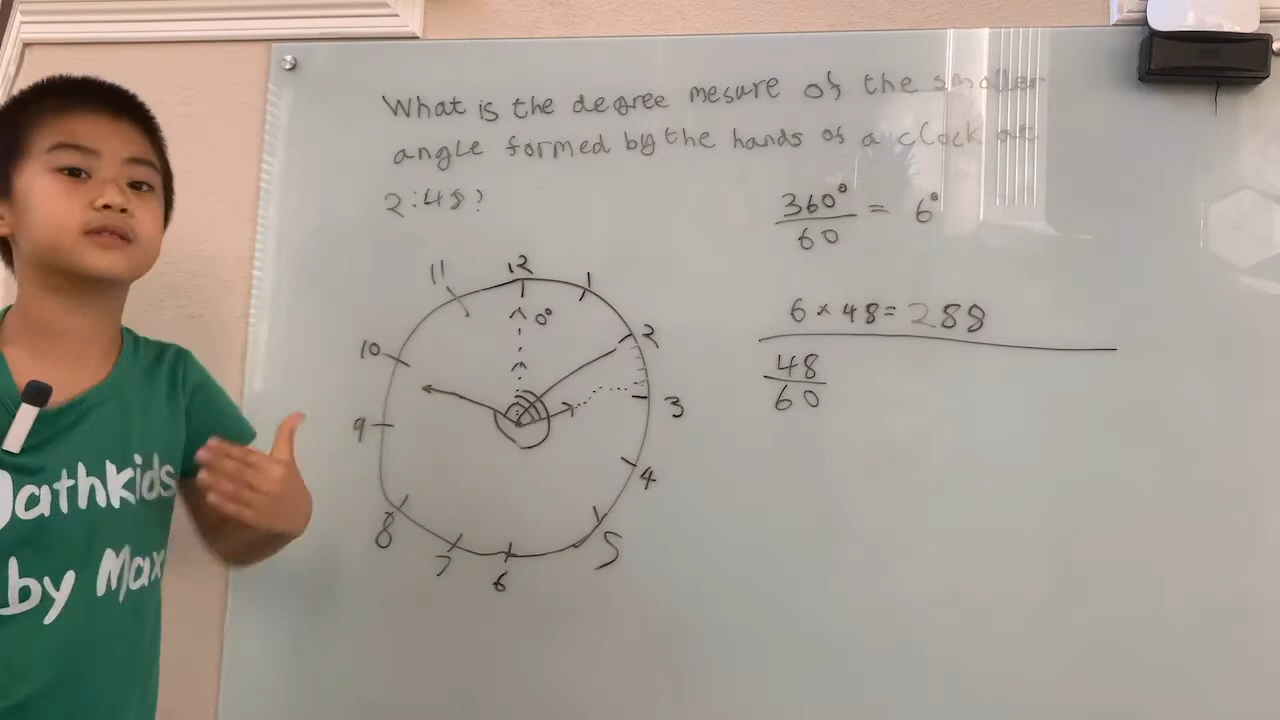 What is the degree mesure of the smaller
angle formed by the hands of a clock at
2:48?
360° / 60 = 6°
6 × 48 = 288
48 / 60
12
1
2
3
4
5
6
7
8
9
10
11
0°
Mathkids
by Max